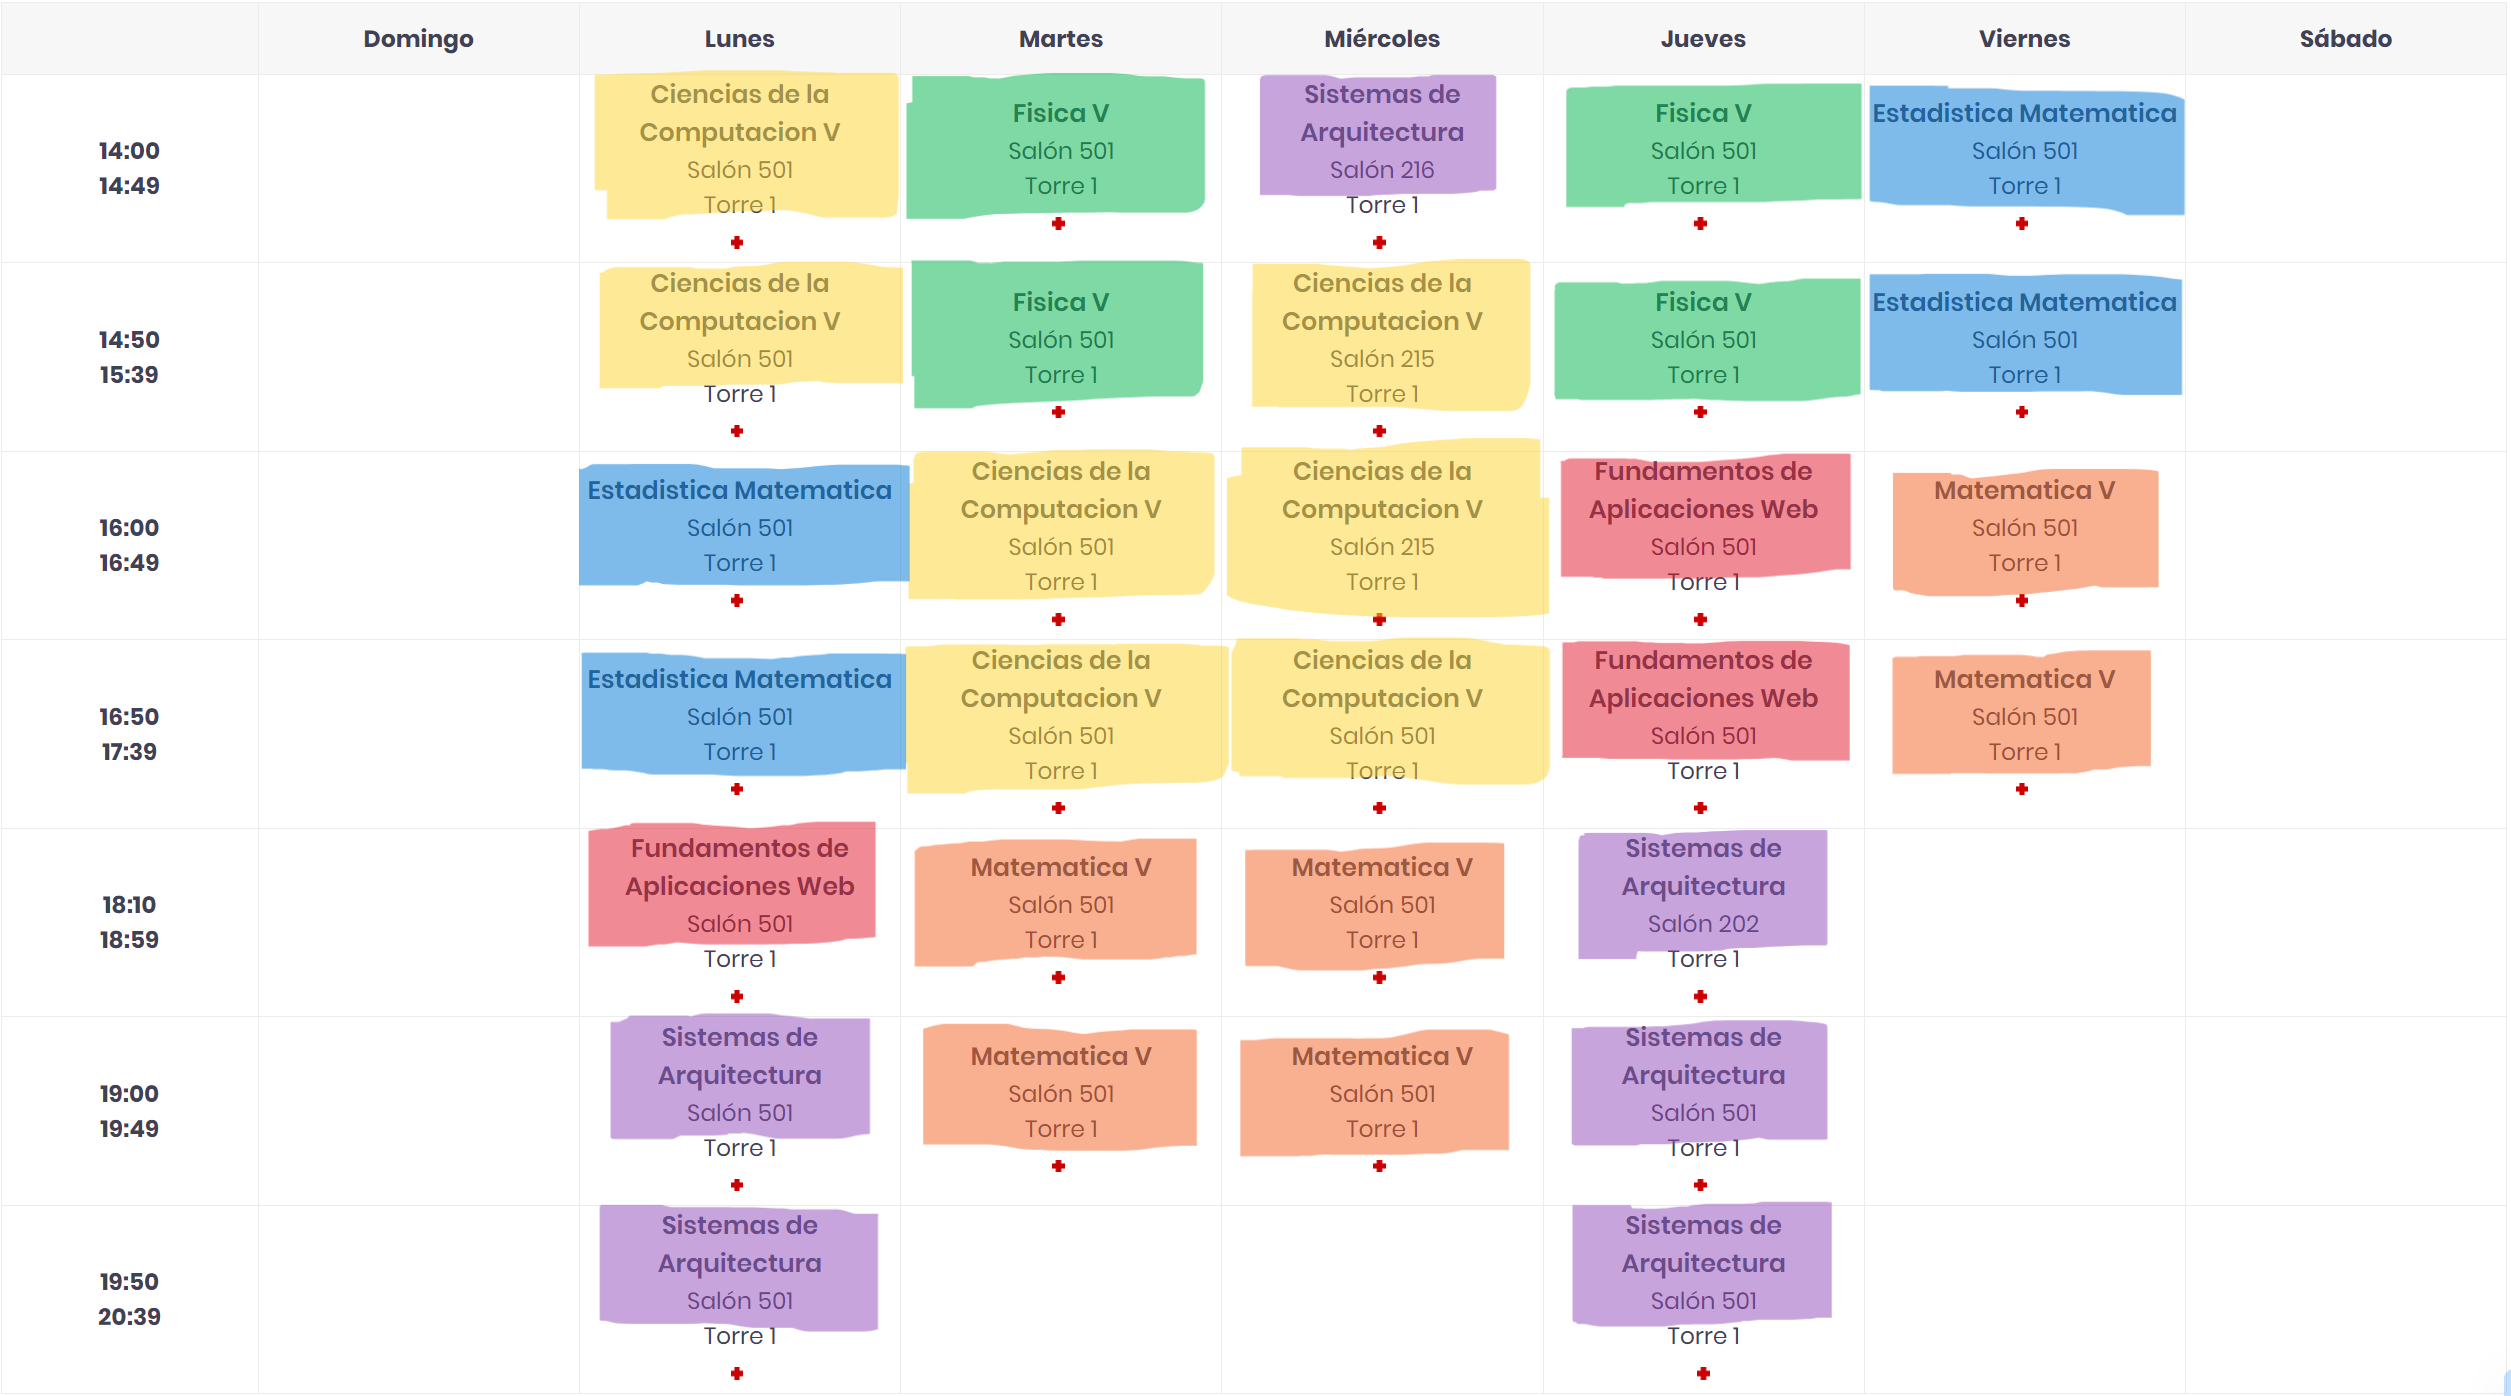 Domingo Lunes Martes Miércoles Jueves Viernes Sábado
14:00
14:49
Ciencias de la
Computacion V
Salón 501
Torre 1
Fisica V
Salón 501
Torre 1
Sistemas de
Arquitectura
Salón 216
Torre 1
Fisica V
Salón 501
Torre 1
Estadistica Matematica
Salón 501
Torre 1
14:50
15:39
Ciencias de la
Computacion V
Salón 501
Torre 1
Fisica V
Salón 501
Torre 1
Ciencias de la
Computacion V
Salón 215
Torre 1
Fisica V
Salón 501
Torre 1
Estadistica Matematica
Salón 501
Torre 1
16:00
16:49
Estadistica Matematica
Salón 501
Torre 1
Ciencias de la
Computacion V
Salón 501
Torre 1
Ciencias de la
Computacion V
Salón 215
Torre 1
Fundamentos de
Aplicaciones Web
Salón 501
Torre 1
Matematica V
Salón 501
Torre 1
16:50
17:39
Estadistica Matematica
Salón 501
Torre 1
Ciencias de la
Computacion V
Salón 501
Torre 1
Ciencias de la
Computacion V
Salón 501
Torre 1
Fundamentos de
Aplicaciones Web
Salón 501
Torre 1
Matematica V
Salón 501
Torre 1
18:10
18:59
Fundamentos de
Aplicaciones Web
Salón 501
Torre 1
Matematica V
Salón 501
Torre 1
Matematica V
Salón 501
Torre 1
Sistemas de
Arquitectura
Salón 202
Torre 1
19:00
19:49
Sistemas de
Arquitectura
Salón 501
Torre 1
Matematica V
Salón 501
Torre 1
Matematica V
Salón 501
Torre 1
Sistemas de
Arquitectura
Salón 501
Torre 1
19:50
20:39
Sistemas de
Arquitectura
Salón 501
Torre 1
Sistemas de
Arquitectura
Salón 501
Torre 1